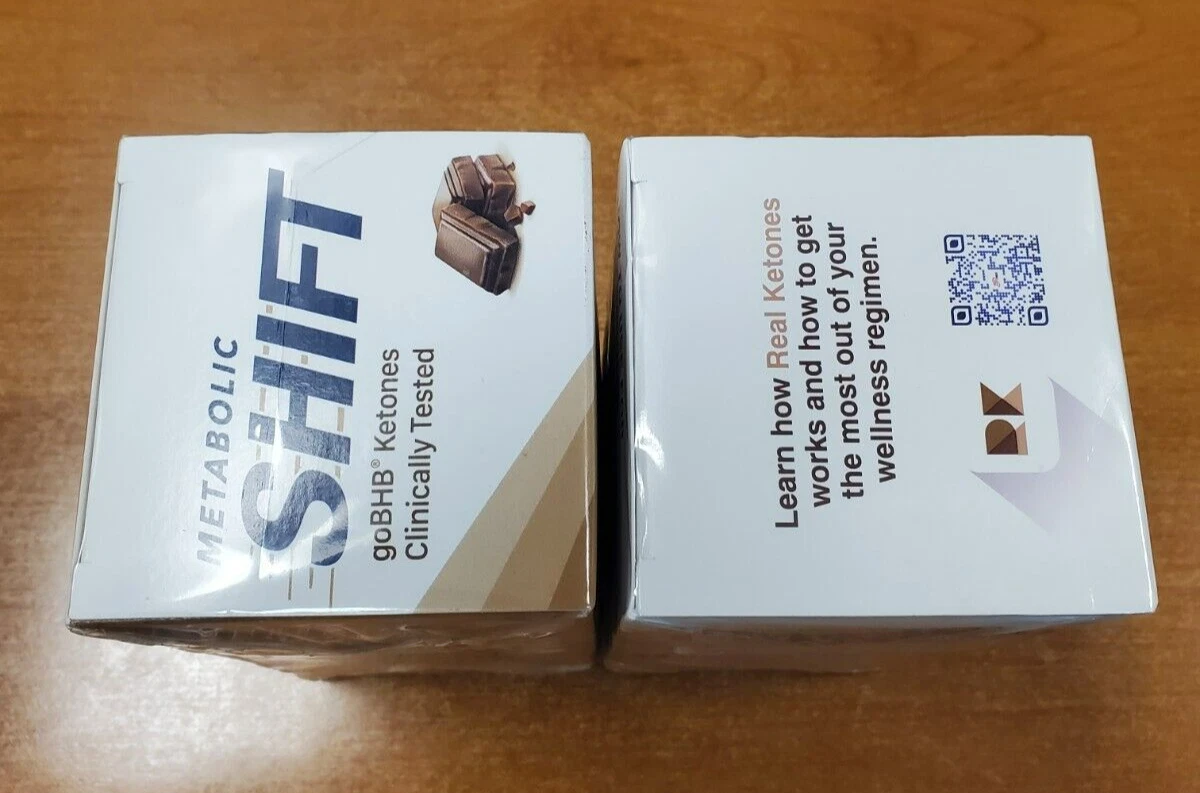 METABOLIC
SHIFT
goBHB® Ketones
Clinically Tested
Learn how Real Ketones
works and how to get
the most out of your
wellness regimen.
RK